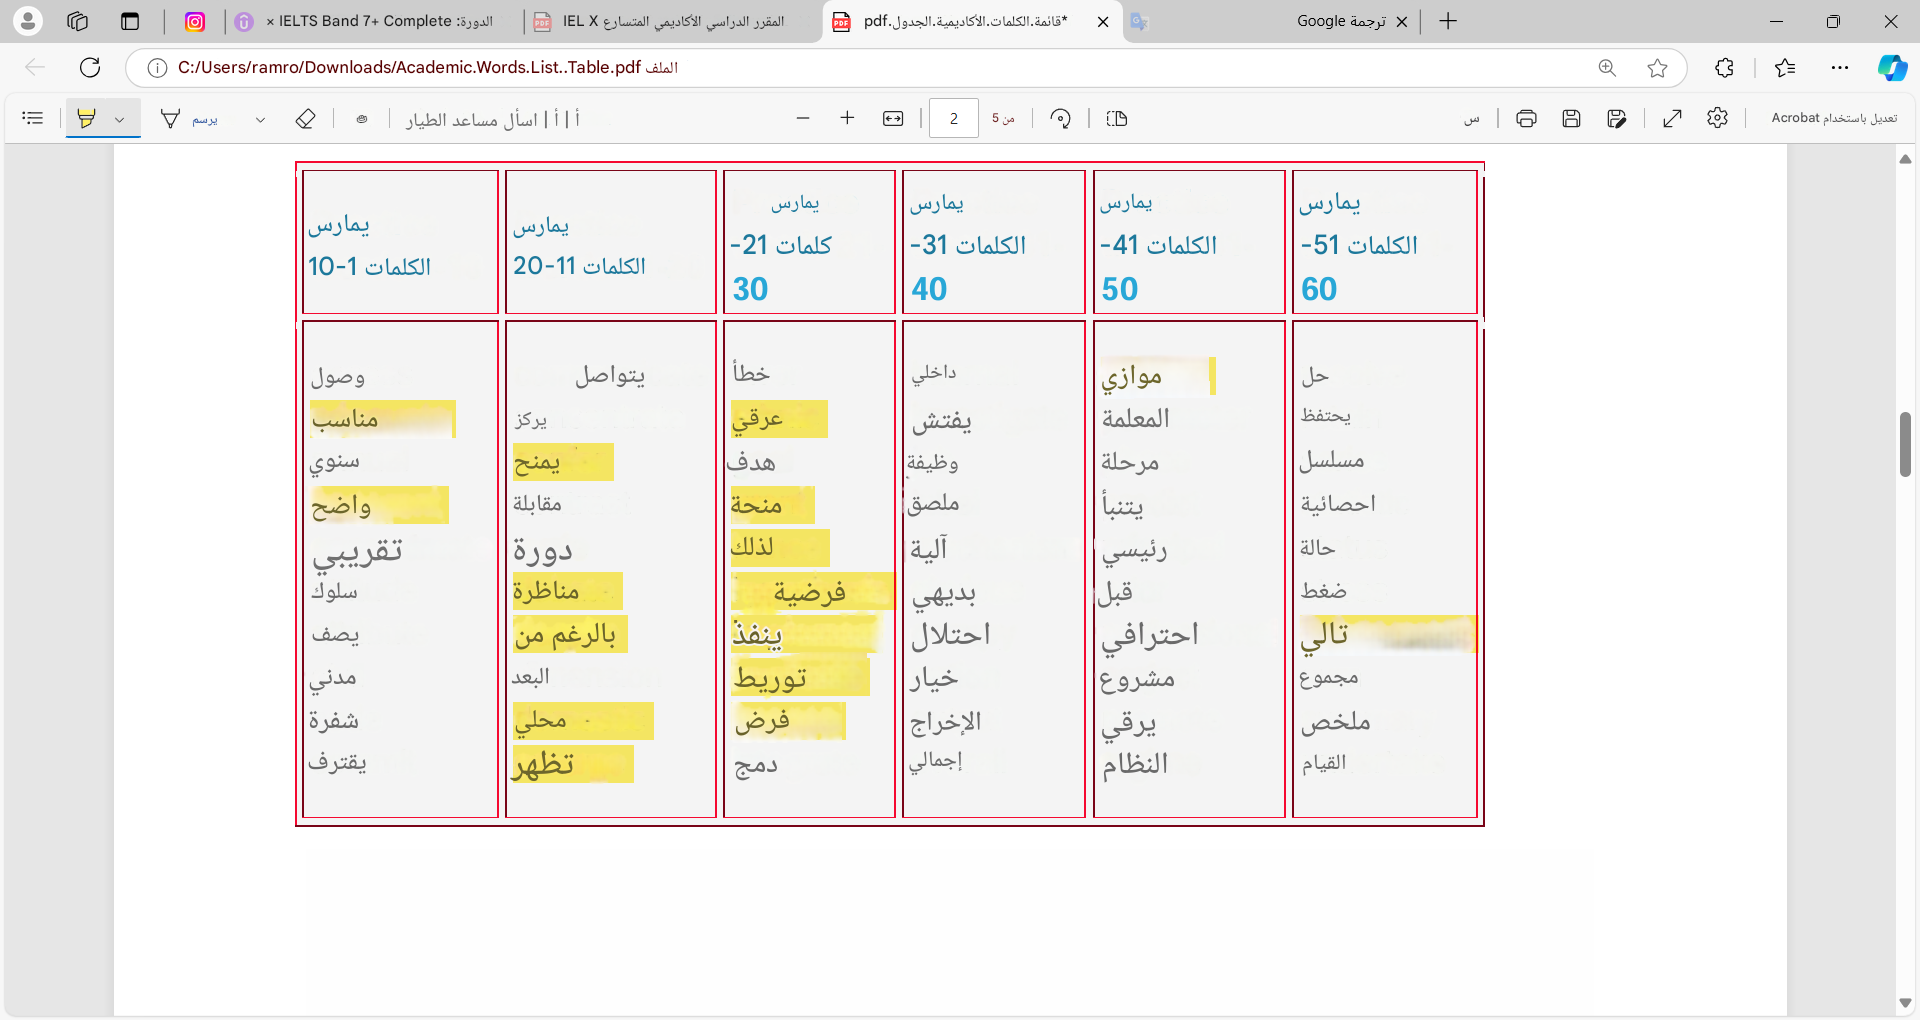 × IELTS Band 7+ Complete :الدورة
IEL X المقرر الدراسي الأكاديمي المتسارع
pdf.قائمة.الكلمات.الأكاديمية.الجدول*
ترجمة Google
C:/Users/ramro/Downloads/Academic.Words.List..Table.pdf الملف
يرسم
أ | أ | اسأل مساعد الطيار
2
من 5
س
تعديل باستخدام Acrobat
يمارس
الكلمات 1-10
يمارس
الكلمات 11-20
يمارس
كلمات 21-
30
يمارس
الكلمات 31-
40
يمارس
الكلمات 41-
50
يمارس
الكلمات 51-
60
وصول
مناسب
سنوي
واضح
تقريبي
سلوك
يصف
مدني
شفرة
يقترف
يتواصل
يركز
يمنح
مقابلة
دورة
مناظرة
بالرغم من
البعد
محلي
تظهر
خطأ
عرقي
هدف
منحة
لذلك
فرضية
ينفذ
توريط
فرض
دمج
داخلي
يفتش
وظيفة
ملصق
آلية
بديهي
احتلال
خيار
الإخراج
إجمالي
موازي
المعلمة
مرحلة
يتنبأ
رئيسي
قبل
احترافي
مشروع
يرقي
النظام
حل
يحتفظ
مسلسل
احصائية
حالة
ضغط
تالي
مجموع
ملخص
القيام